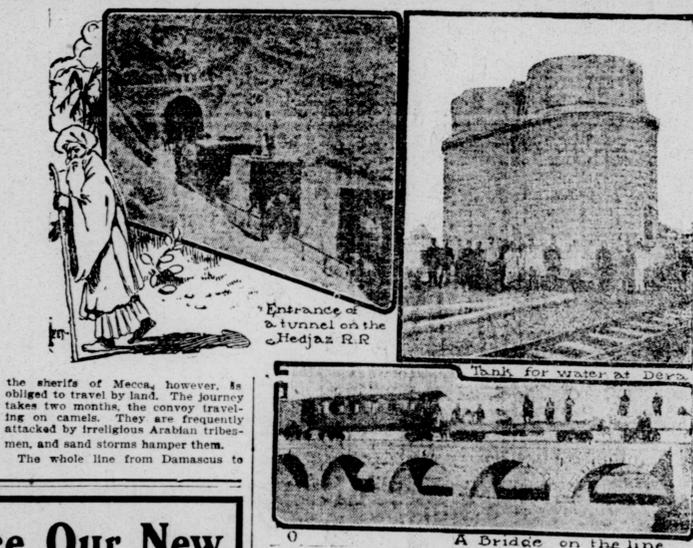 Entrance of
a tunnel on the
Hedjaz R.R
Tank for water at Dera
the sherifs of Mecca, however, is
obliged to travel by land. The journey
takes two months, the convoy travel-
ing on camels. They are frequently
attacked by irreligious Arabian tribes-
men, and sand storms hamper them.
The whole line from Damascus to
A Bridge on the line
Our New